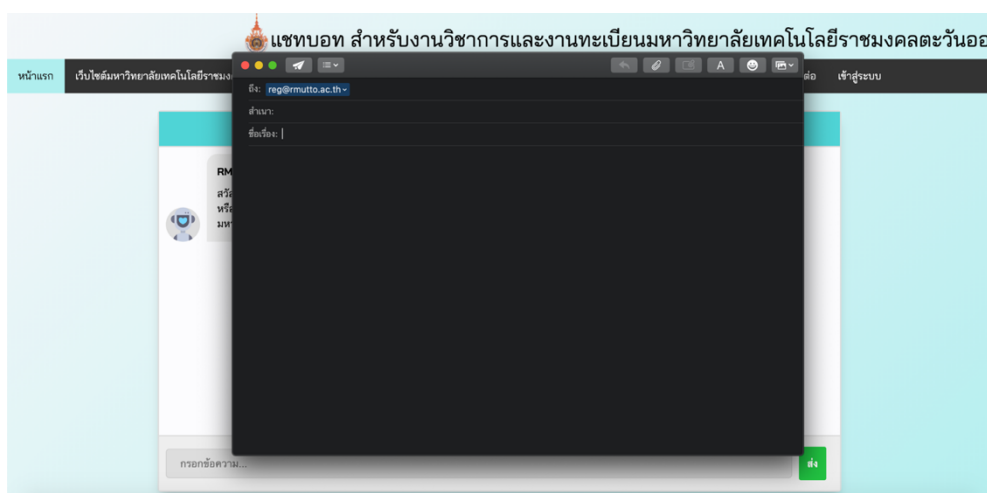 แชทบอท สำหรับงานวิชาการและงานทะเบียนมหาวิทยาลัยเทคโนโลยีราชมงคลตะวันออ
หน้าแรก เว็บไซต์มหาวิทยาลัยเทคโนโลยีราชมง ต่อ เข้าสู่ระบบ
ถึง: reg@rmutto.ac.th
สำเนา:
ชื่อเรื่อง:
RM
สวั
หรื
มห
กรอกข้อความ...
ส่ง